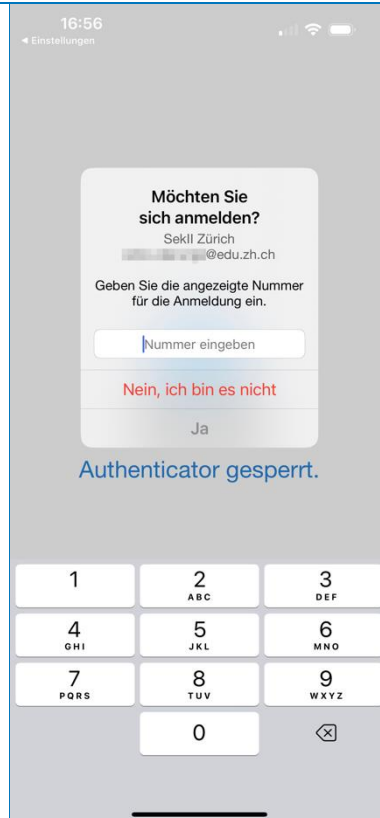 16:56
◀ Einstellungen
Möchten Sie
sich anmelden?
SekII Zürich
@edu.zh.ch
Geben Sie die angezeigte Nummer
für die Anmeldung ein.
Nummer eingeben
Nein, ich bin es nicht
Ja
Authenticator gesperrt.
1 2 3
ABC DEF
4 5 6
GHI JKL MNO
7 8 9
PQRS TUV WXYZ
0